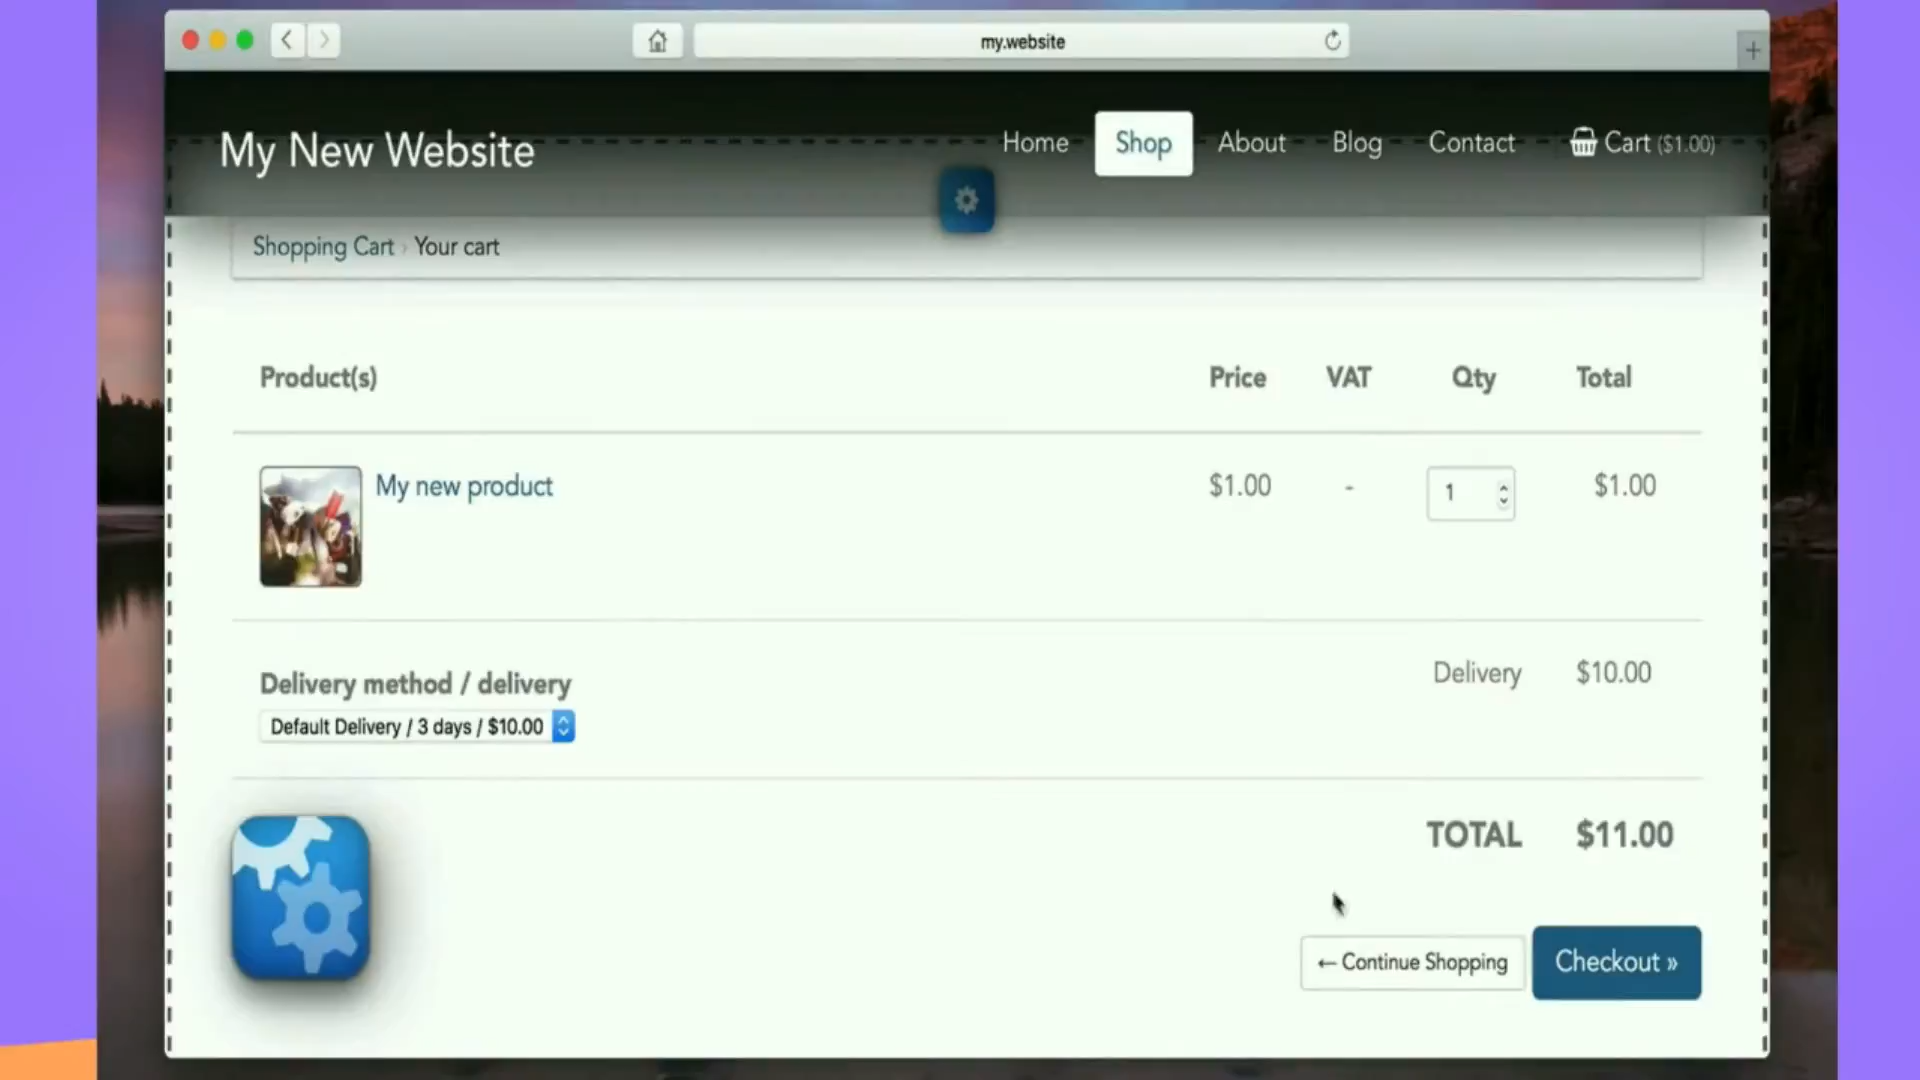 my.website
My New Website
Home Shop About Blog Contact Cart ($1.00)
Shopping Cart › Your cart
Product(s) Price VAT Qty Total
My new product $1.00 - 1 $1.00
Delivery method / delivery Delivery $10.00
Default Delivery / 3 days / $10.00
TOTAL $11.00
← Continue Shopping Checkout »